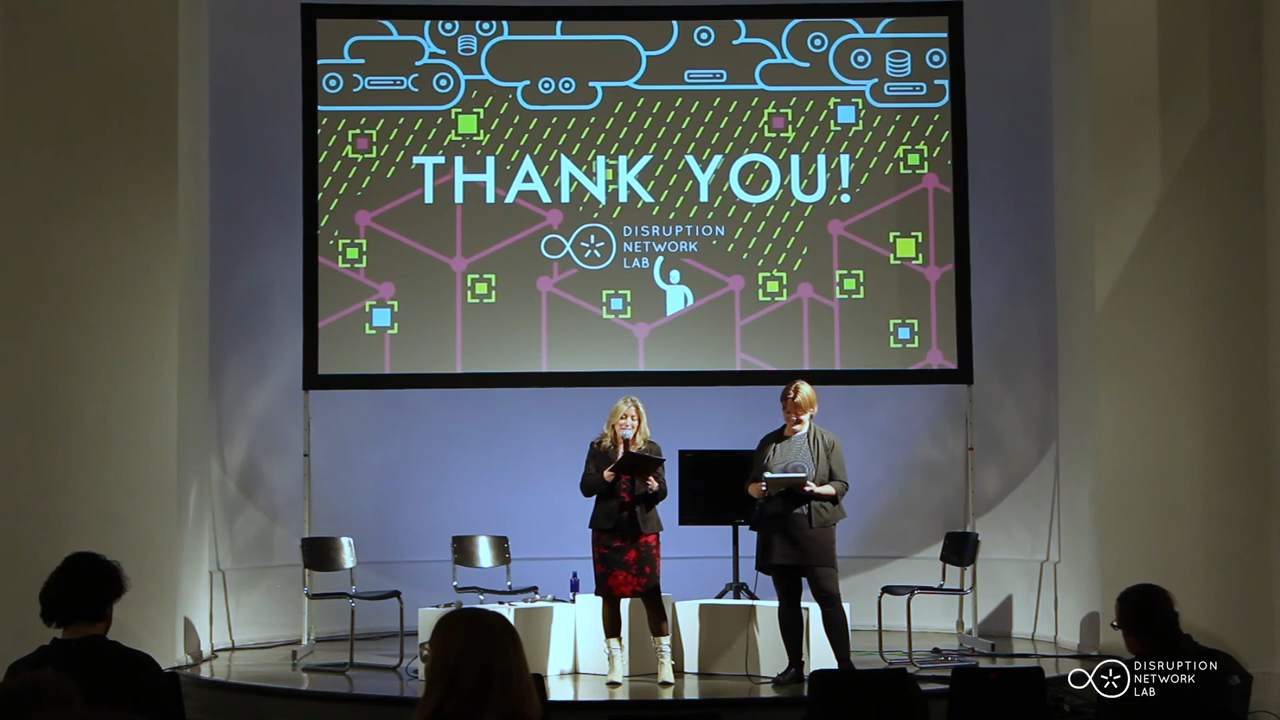 THANK YOU!
DISRUPTION
NETWORK
LAB
DISRUPTION
NETWORK
LAB